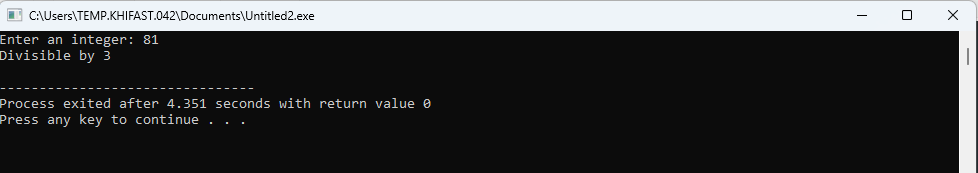 C:\Users\TEMP.KHIFAST.042\Documents\Untitled2.exe
Enter an integer: 81
Divisible by 3
--------------------------------
Process exited after 4.351 seconds with return value 0
Press any key to continue . . .